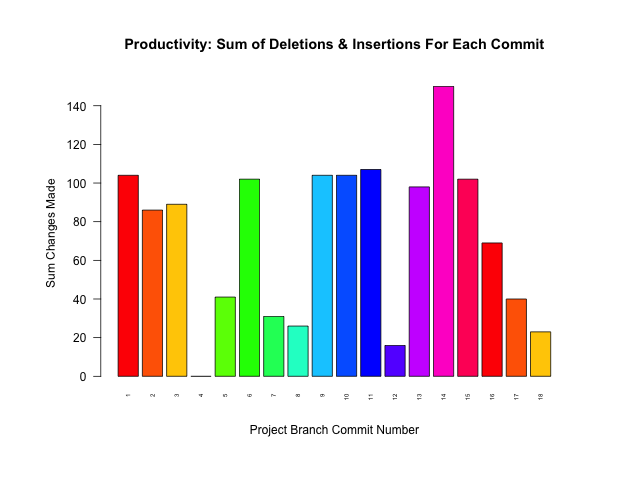 Productivity: Sum of Deletions & Insertions For Each Commit
Sum Changes Made
140
120
100
80
60
40
20
0
1 2 3 4 5 6 7 8 9 10 11 12 13 14 15 16 17 18
Project Branch Commit Number